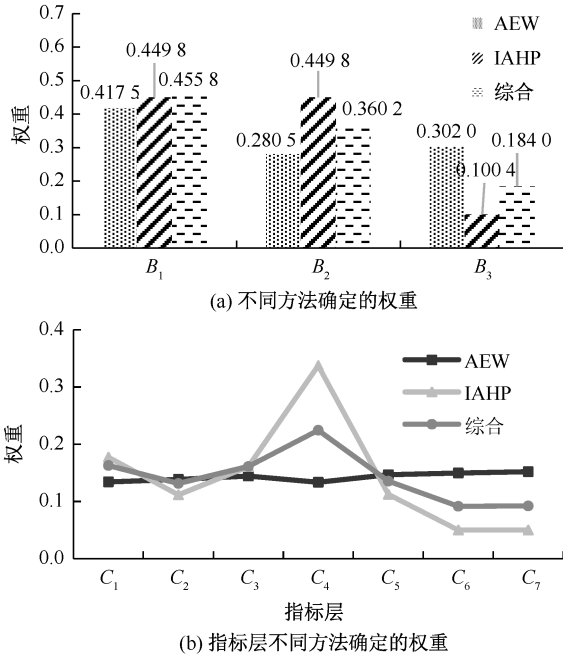 0.7
0.6
0.5
0.4
0.3
0.2
0.1
0.0
权重
0.417 5
0.449 8
0.455 8
0.280 5
0.449 8
0.360 2
0.302 0
0.100 4
0.184 0
AEW
IAHP
综合
B1 B2 B3
(a) 不同方法确定的权重
0.4
0.3
0.2
0.1
0.0
权重
AEW
IAHP
综合
C1 C2 C3 C4 C5 C6 C7
指标层
(b) 指标层不同方法确定的权重